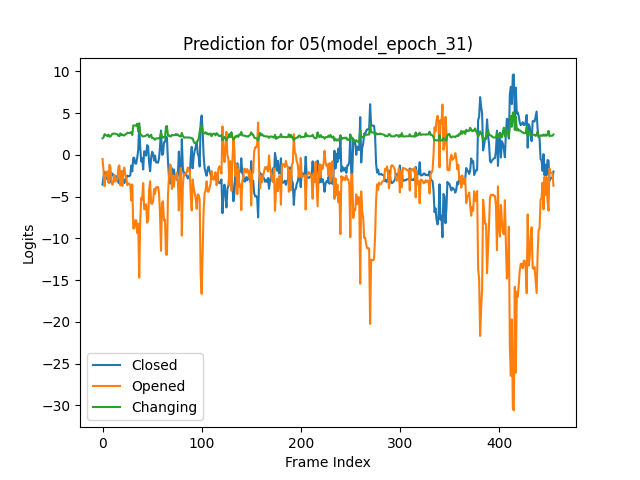 Prediction for 05(model_epoch_31)
10
5
0
−5
−10
−15
−20
−25
−30
Logits
Closed
Opened
Changing
0 100 200 300 400
Frame Index